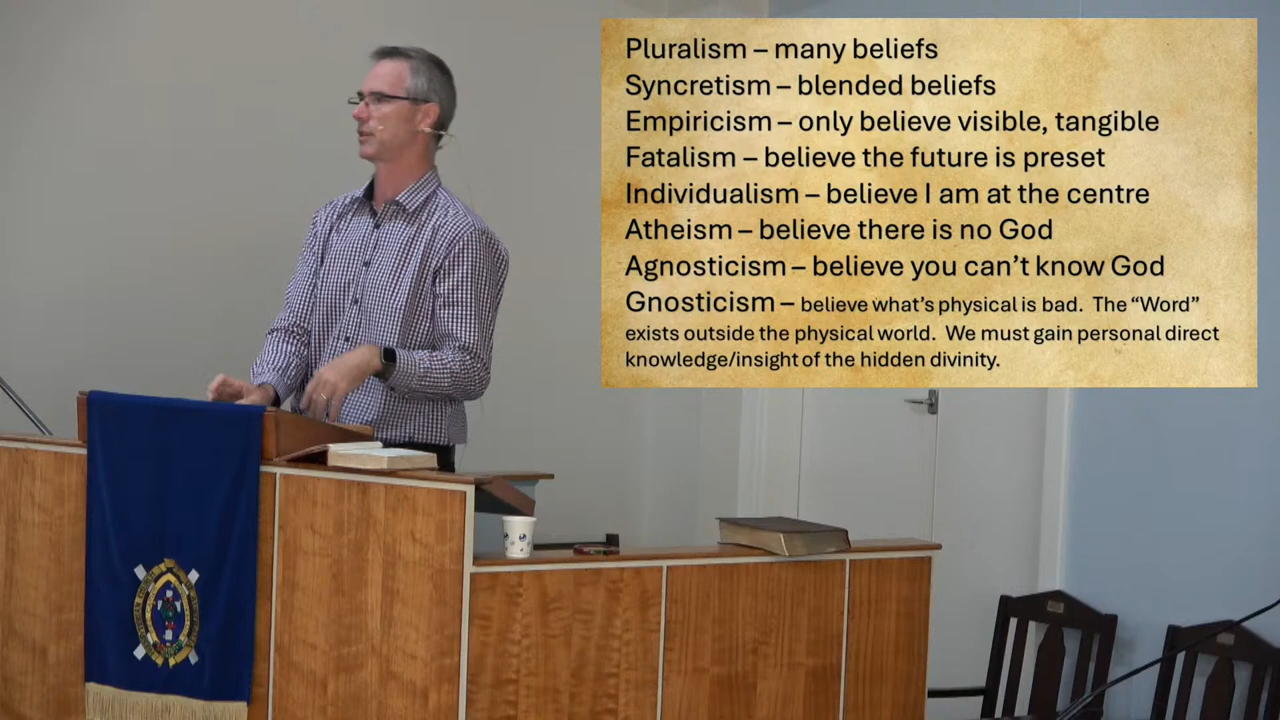 Pluralism – many beliefs
Syncretism – blended beliefs
Empiricism – only believe visible, tangible
Fatalism – believe the future is preset
Individualism – believe I am at the centre
Atheism – believe there is no God
Agnosticism – believe you can’t know God
Gnosticism – believe what’s physical is bad. The “Word”
exists outside the physical world. We must gain personal direct
knowledge/insight of the hidden divinity.